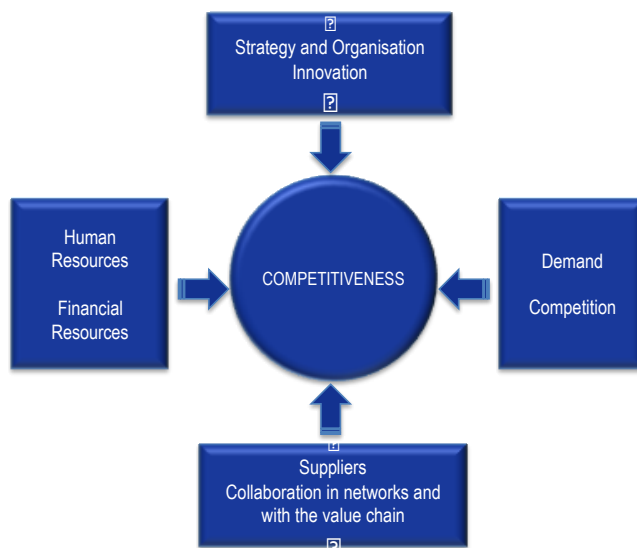 Strategy and Organisation
Innovation
Human
Resources
Financial
Resources
COMPETITIVENESS
Demand
Competition
Suppliers
Collaboration in networks and
with the value chain